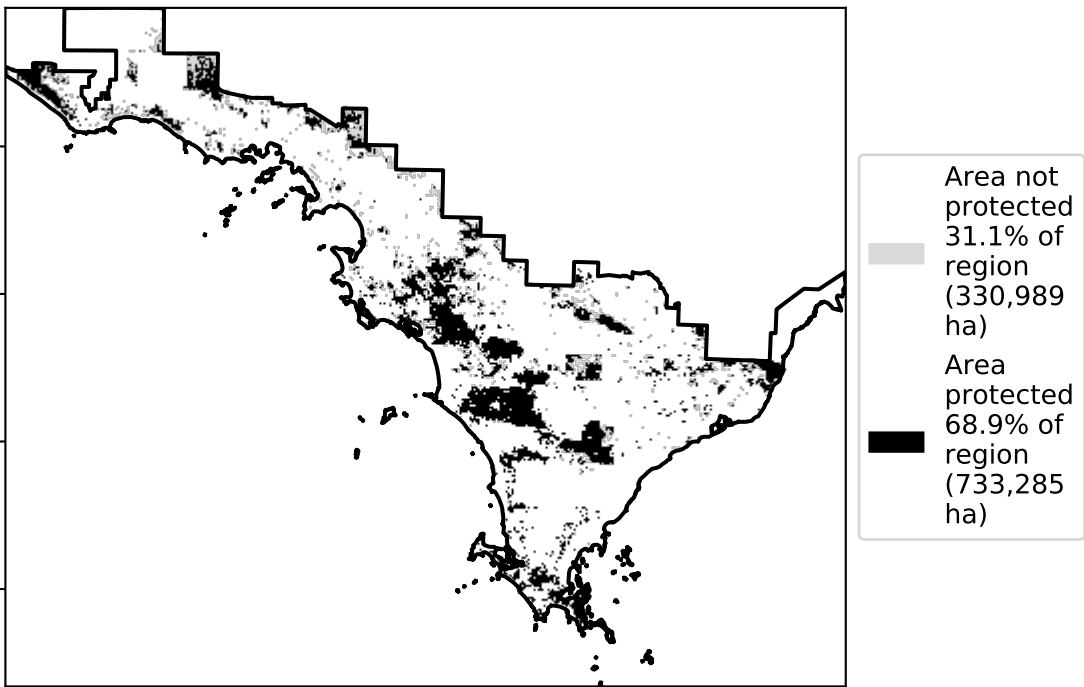 Area not
protected
31.1% of
region
(330,989
ha)
Area
protected
68.9% of
region
(733,285
ha)